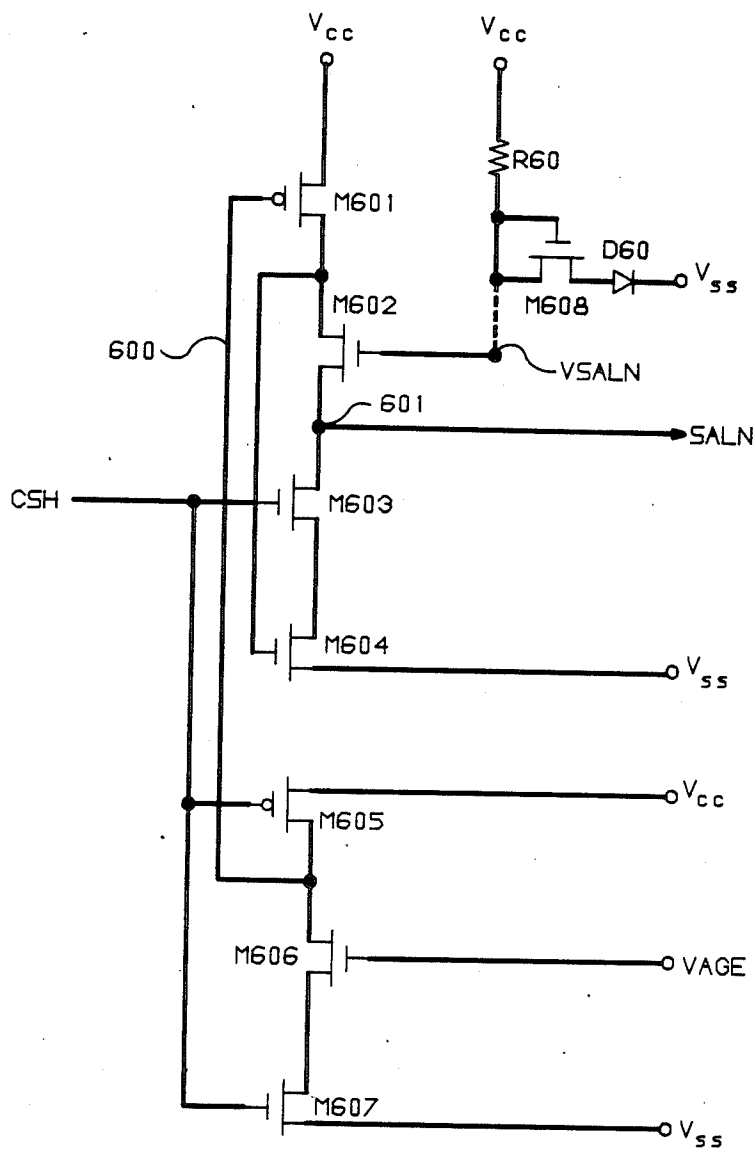 Vcc
Vcc
R60
M601
D60
Vss
M602
M608
600
VSALN
601
SALN
CSH
M603
M604
Vss
Vcc
M605
M606
VAGE
M607
Vss